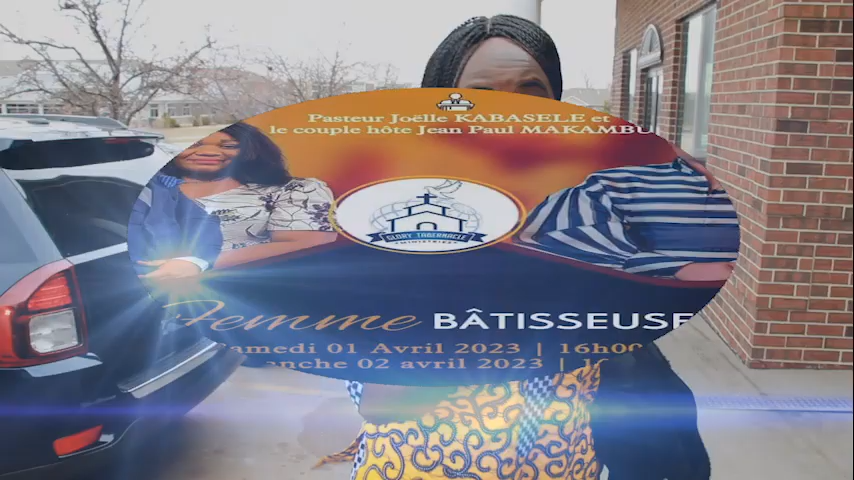 Pasteur Joëlle KABASELE et
le couple hôte Jean Paul MAKAMBU
GLORY TABERNACLE
MINISTRIES
Femme BÂTISSEUSE
amedi 01 Avril 2023 | 16h00
anche 02 avril 2023 |